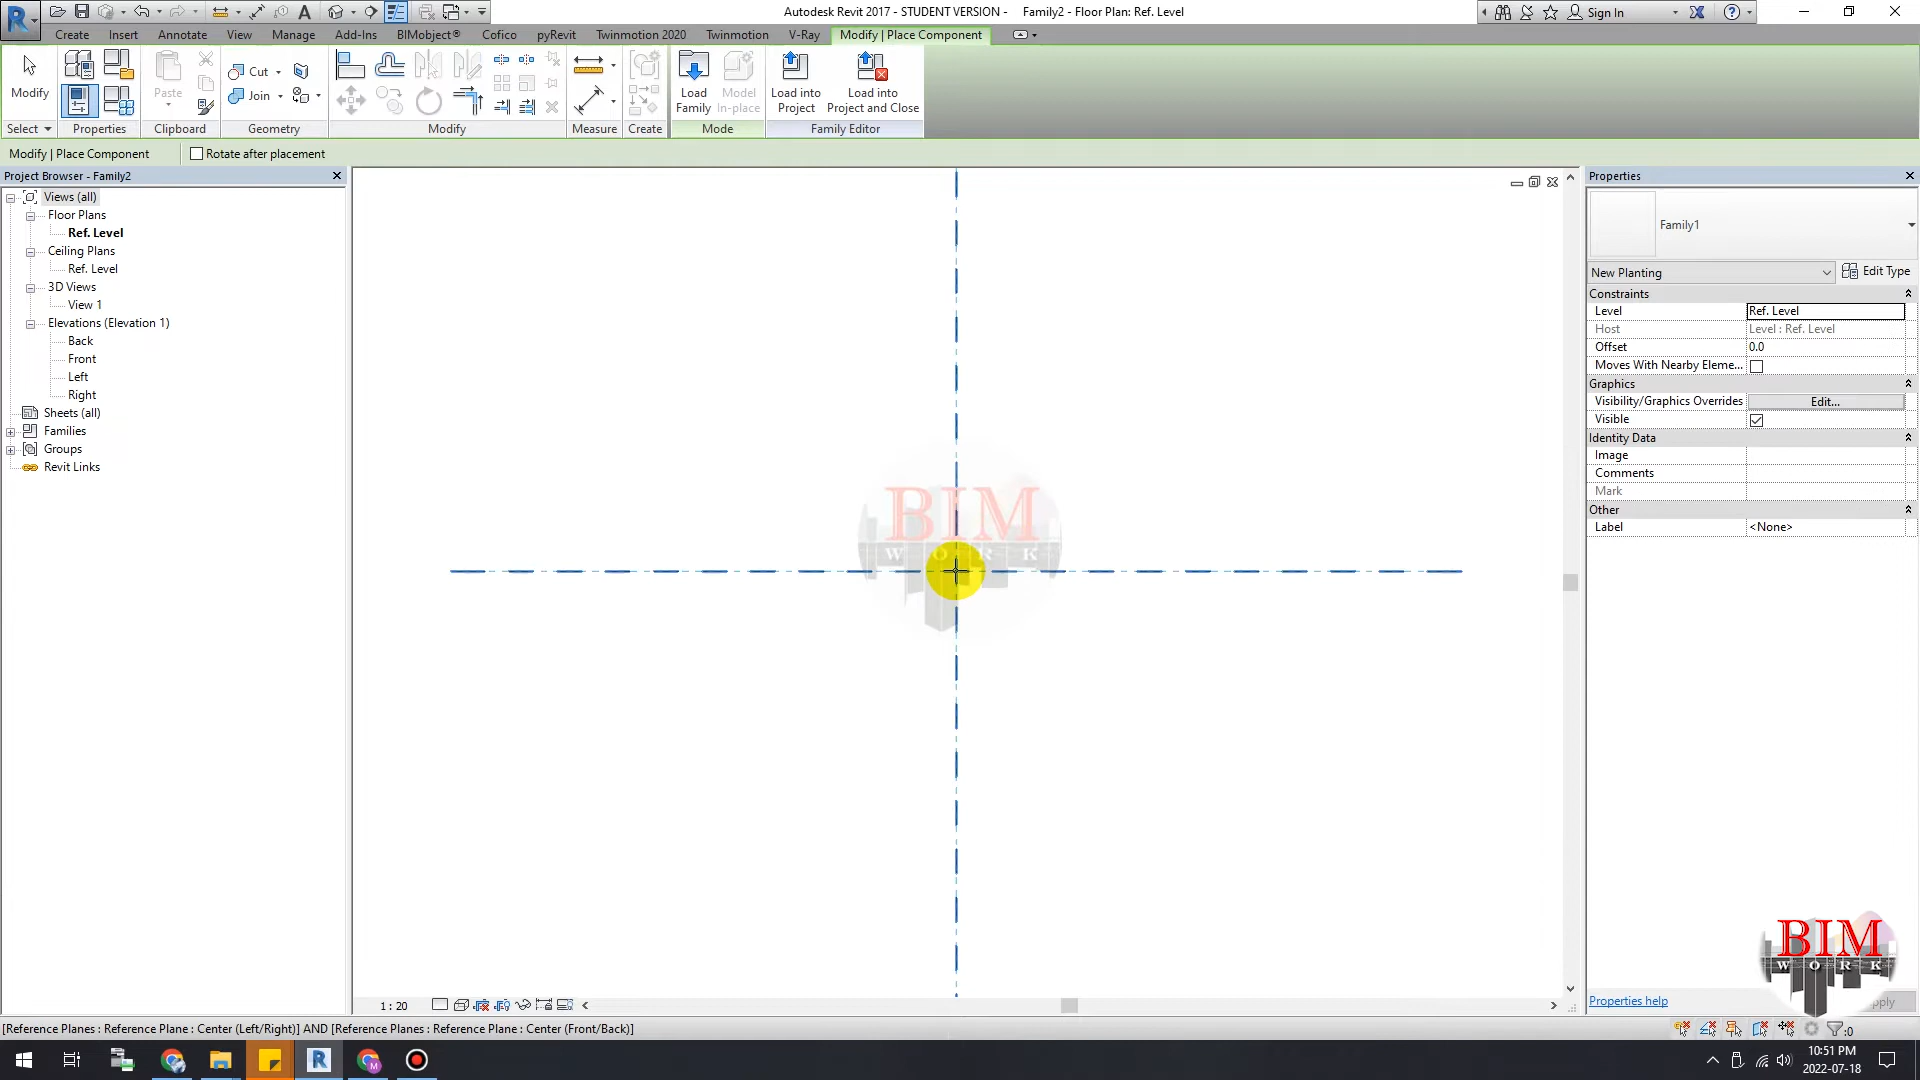 Autodesk Revit 2017 - STUDENT VERSION - Family2 - Floor Plan: Ref. Level
Sign In
Create Insert Annotate View Manage Add-Ins BIMobject® Cofico pyRevit Twinmotion 2020 Twinmotion V-Ray Modify | Place Component
Modify Paste Cut Join Load Family Model In-place Load into Project Load into Project and Close
Select Properties Clipboard Geometry Modify Measure Create Mode Family Editor
Modify | Place Component Rotate after placement
Project Browser - Family2
Views (all)
Floor Plans
Ref. Level
Ceiling Plans
Ref. Level
3D Views
View 1
Elevations (Elevation 1)
Back
Front
Left
Right
Sheets (all)
Families
Groups
Revit Links
BIM
WORK
1 : 20
Properties
Family1
New Planting Edit Type
Constraints
Level Ref. Level
Host Level : Ref. Level
Offset 0.0
Moves With Nearby Eleme...
Graphics
Visibility/Graphics Overrides Edit...
Visible
Identity Data
Image
Comments
Mark
Other
Label <None>
BIM
WORK
Properties help
[Reference Planes : Reference Plane : Center (Left/Right)] AND [Reference Planes : Reference Plane : Center (Front/Back)]
:0
10:51 PM
2022-07-18